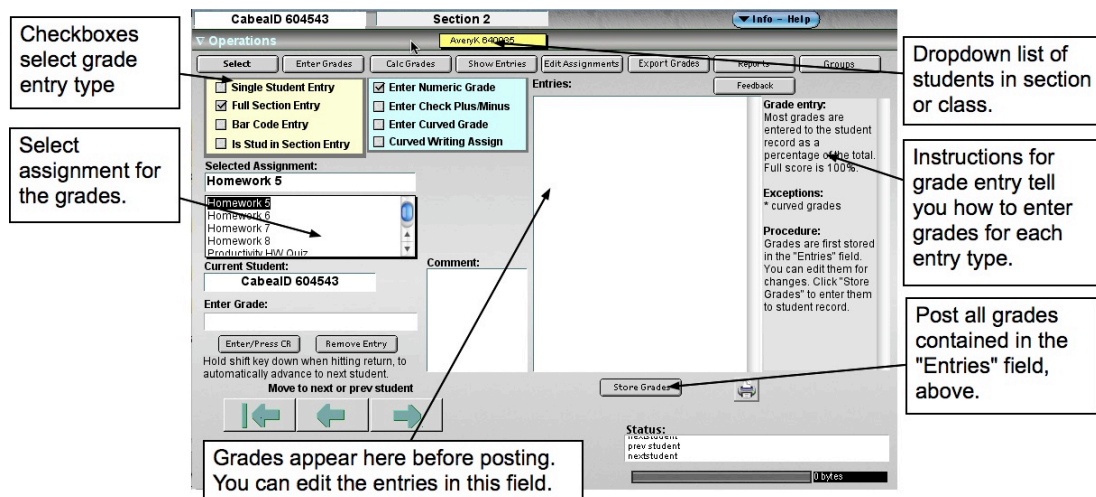 CabeaID 604543
Section 2
Info - Help
Operations
AveryK 640935
Select
Enter Grades
Calc Grades
Show Entries
Edit Assignments
Export Grades
Reports
Groups
Feedback
Checkboxes
select grade
entry type
Single Student Entry
Full Section Entry
Bar Code Entry
Is Stud in Section Entry
Enter Numeric Grade
Enter Check Plus/Minus
Enter Curved Grade
Curved Writing Assign
Entries:
Dropdown list of
students in section
or class.
Select
assignment for
the grades.
Selected Assignment:
Homework 5
Homework 5
Homework 6
Homework 7
Homework 8
Productivity HW Quiz
Current Student:
CabeaID 604543
Comment:
Enter Grade:
Enter/Press CR
Remove Entry
Hold shift key down when hitting
return, to
automatically advance to next student.
Move to next or prev student
Grade entry:
Most grades are
entered to the student
record as a
percentage of the total.
Full score is 100%.
Exceptions:
* curved grades
Procedure:
Grades are first stored
in the "Entries" field.
You can edit them for
changes. Click "Store
Grades" to enter them
to student record.
Instructions for
grade entry tell
you how to enter
grades for each
entry type.
Store Grades
Post all grades
contained in the
"Entries" field,
above.
Status:
nextstudent
prev student
nextstudent
0 bytes
Grades appear here before posting.
You can edit the entries in this field.